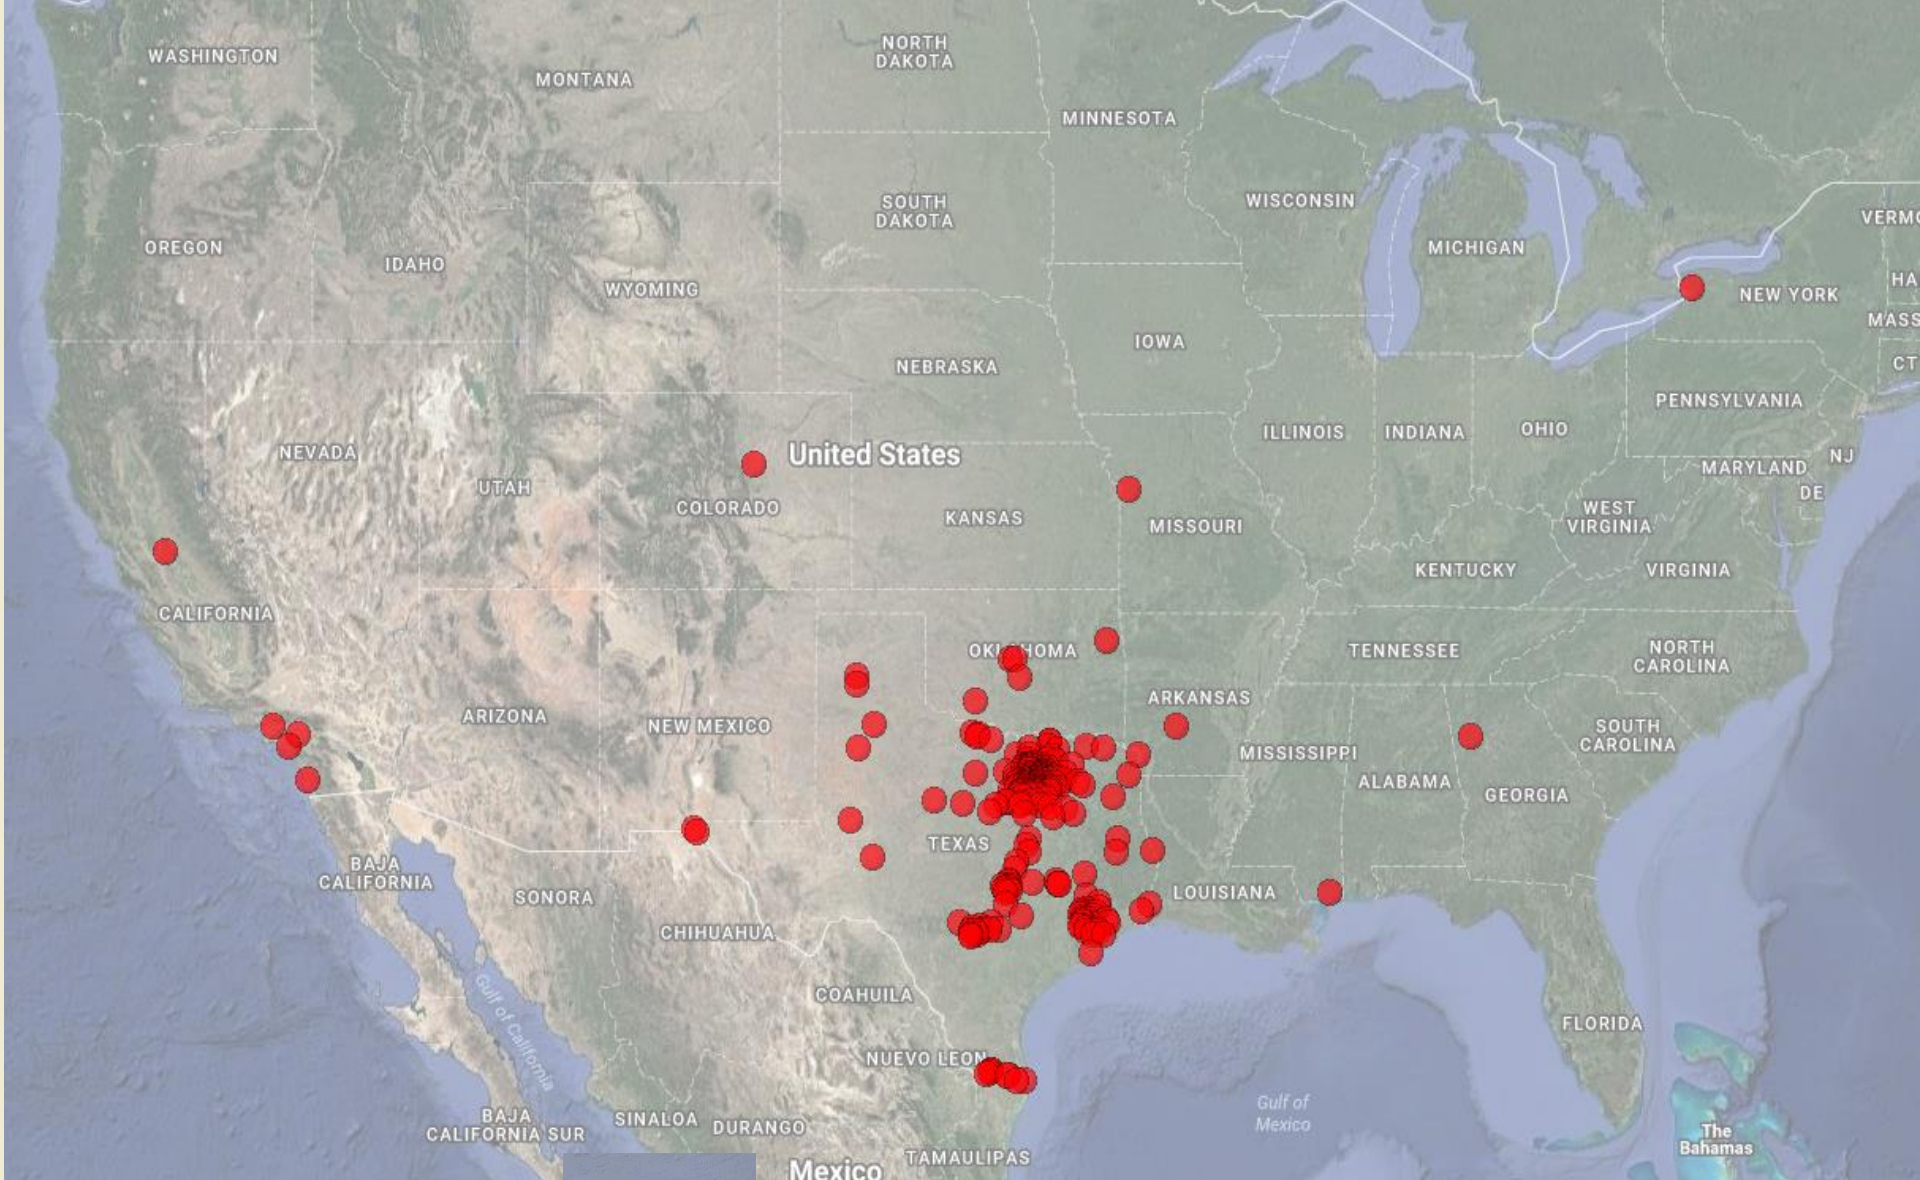 WASHINGTON
MONTANA
NORTH
DAKOTA
MINNESOTA
SOUTH
DAKOTA
WISCONSIN
MICHIGAN
VERMO
OREGON
IDAHO
WYOMING
NEW YORK
HA
MASS
CT
IOWA
NEBRASKA
PENNSYLVANIA
ILLINOIS
INDIANA
OHIO
NEVADA
United States
MARYLAND
NJ
DE
UTAH
COLORADO
KANSAS
MISSOURI
WEST
VIRGINIA
KENTUCKY
VIRGINIA
CALIFORNIA
OKLAHOMA
TENNESSEE
NORTH
CAROLINA
ARIZONA
NEW MEXICO
ARKANSAS
MISSISSIPPI
ALABAMA
GEORGIA
SOUTH
CAROLINA
TEXAS
BAJA
CALIFORNIA
SONORA
CHIHUAHUA
LOUISIANA
COAHUILA
Gulf of California
FLORIDA
NUEVO LEON
Gulf of
Mexico
BAJA
CALIFORNIA SUR
SINALOA
DURANGO
TAMAULIPAS
Mexico
The
Bahamas